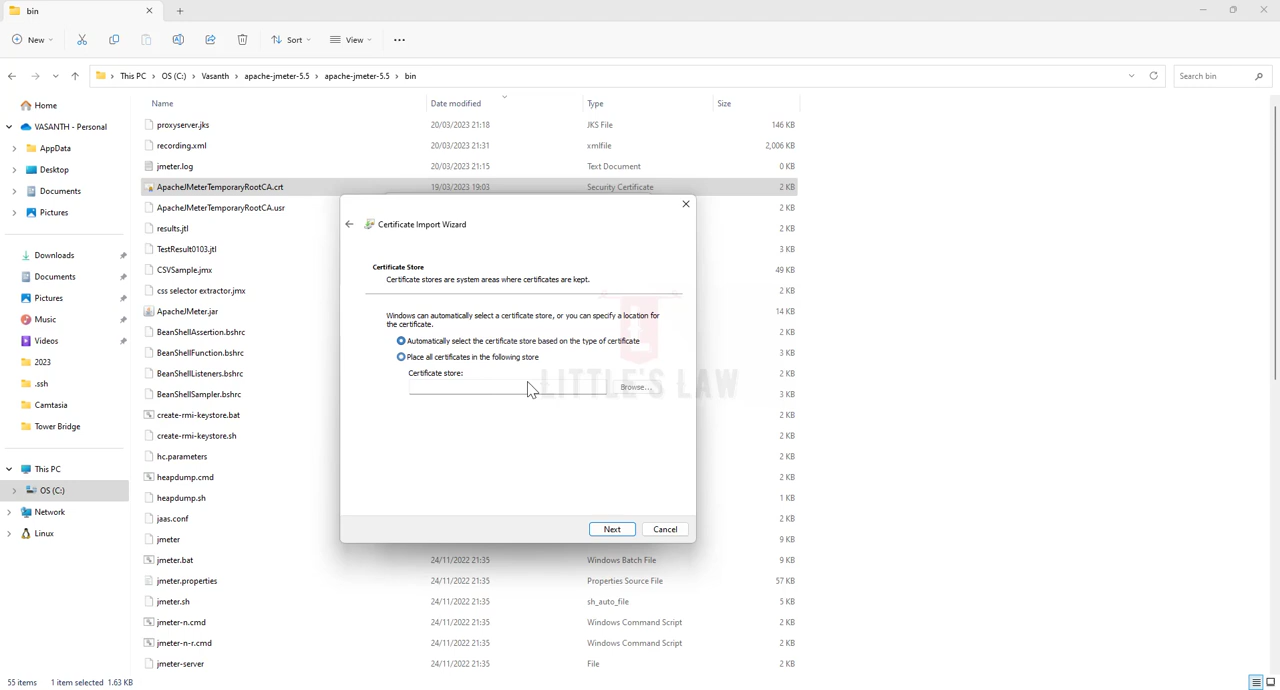 bin
New
Sort
View
This PC
OS (C:)
Vasanth
apache-jmeter-5.5
apache-jmeter-5.5
bin
Search bin
Home
VASANTH - Personal
AppData
Desktop
Documents
Pictures
Downloads
Documents
Pictures
Music
Videos
2023
.ssh
Camtasia
Tower Bridge
This PC
OS (C:)
Network
Linux
Name Date modified Type Size
proxyserver.jks 20/03/2023 21:18 JKS File 146 KB
recording.xml 20/03/2023 21:31 xmlfile 2,006 KB
jmeter.log 20/03/2023 21:15 Text Document 0 KB
ApacheJMeterTemporaryRootCA.crt 19/03/2023 19:03 Security Certificate 2 KB
ApacheJMeterTemporaryRootCA.usr 2 KB
results.jtl 2 KB
TestResult0103.jtl 3 KB
CSVSample.jmx 49 KB
css selector extractor.jmx 2 KB
ApacheJMeter.jar 14 KB
BeanShellAssertion.bshrc 2 KB
BeanShellFunction.bshrc 3 KB
BeanShellListeners.bshrc 2 KB
BeanShellSampler.bshrc 3 KB
create-rmi-keystore.bat 2 KB
create-rmi-keystore.sh 2 KB
hc.parameters 2 KB
heapdump.cmd 2 KB
heapdump.sh 1 KB
jaas.conf 2 KB
jmeter 9 KB
jmeter.bat 24/11/2022 21:35 Windows Batch File 9 KB
jmeter.properties 24/11/2022 21:35 Properties Source File 57 KB
jmeter.sh 24/11/2022 21:35 sh_auto_file 5 KB
jmeter-n.cmd 24/11/2022 21:35 Windows Command Script 2 KB
jmeter-n-r.cmd 24/11/2022 21:35 Windows Command Script 2 KB
jmeter-server 24/11/2022 21:35 File 2 KB
Certificate Import Wizard
Certificate Store
Certificate stores are system areas where certificates are kept.
Windows can automatically select a certificate store, or you can specify a location for
the certificate.
Automatically select the certificate store based on the type of certificate
Place all certificates in the following store
Certificate store:
Browse...
LITTLE'S LAW
Next
Cancel
55 items 1 item selected 1.63 KB